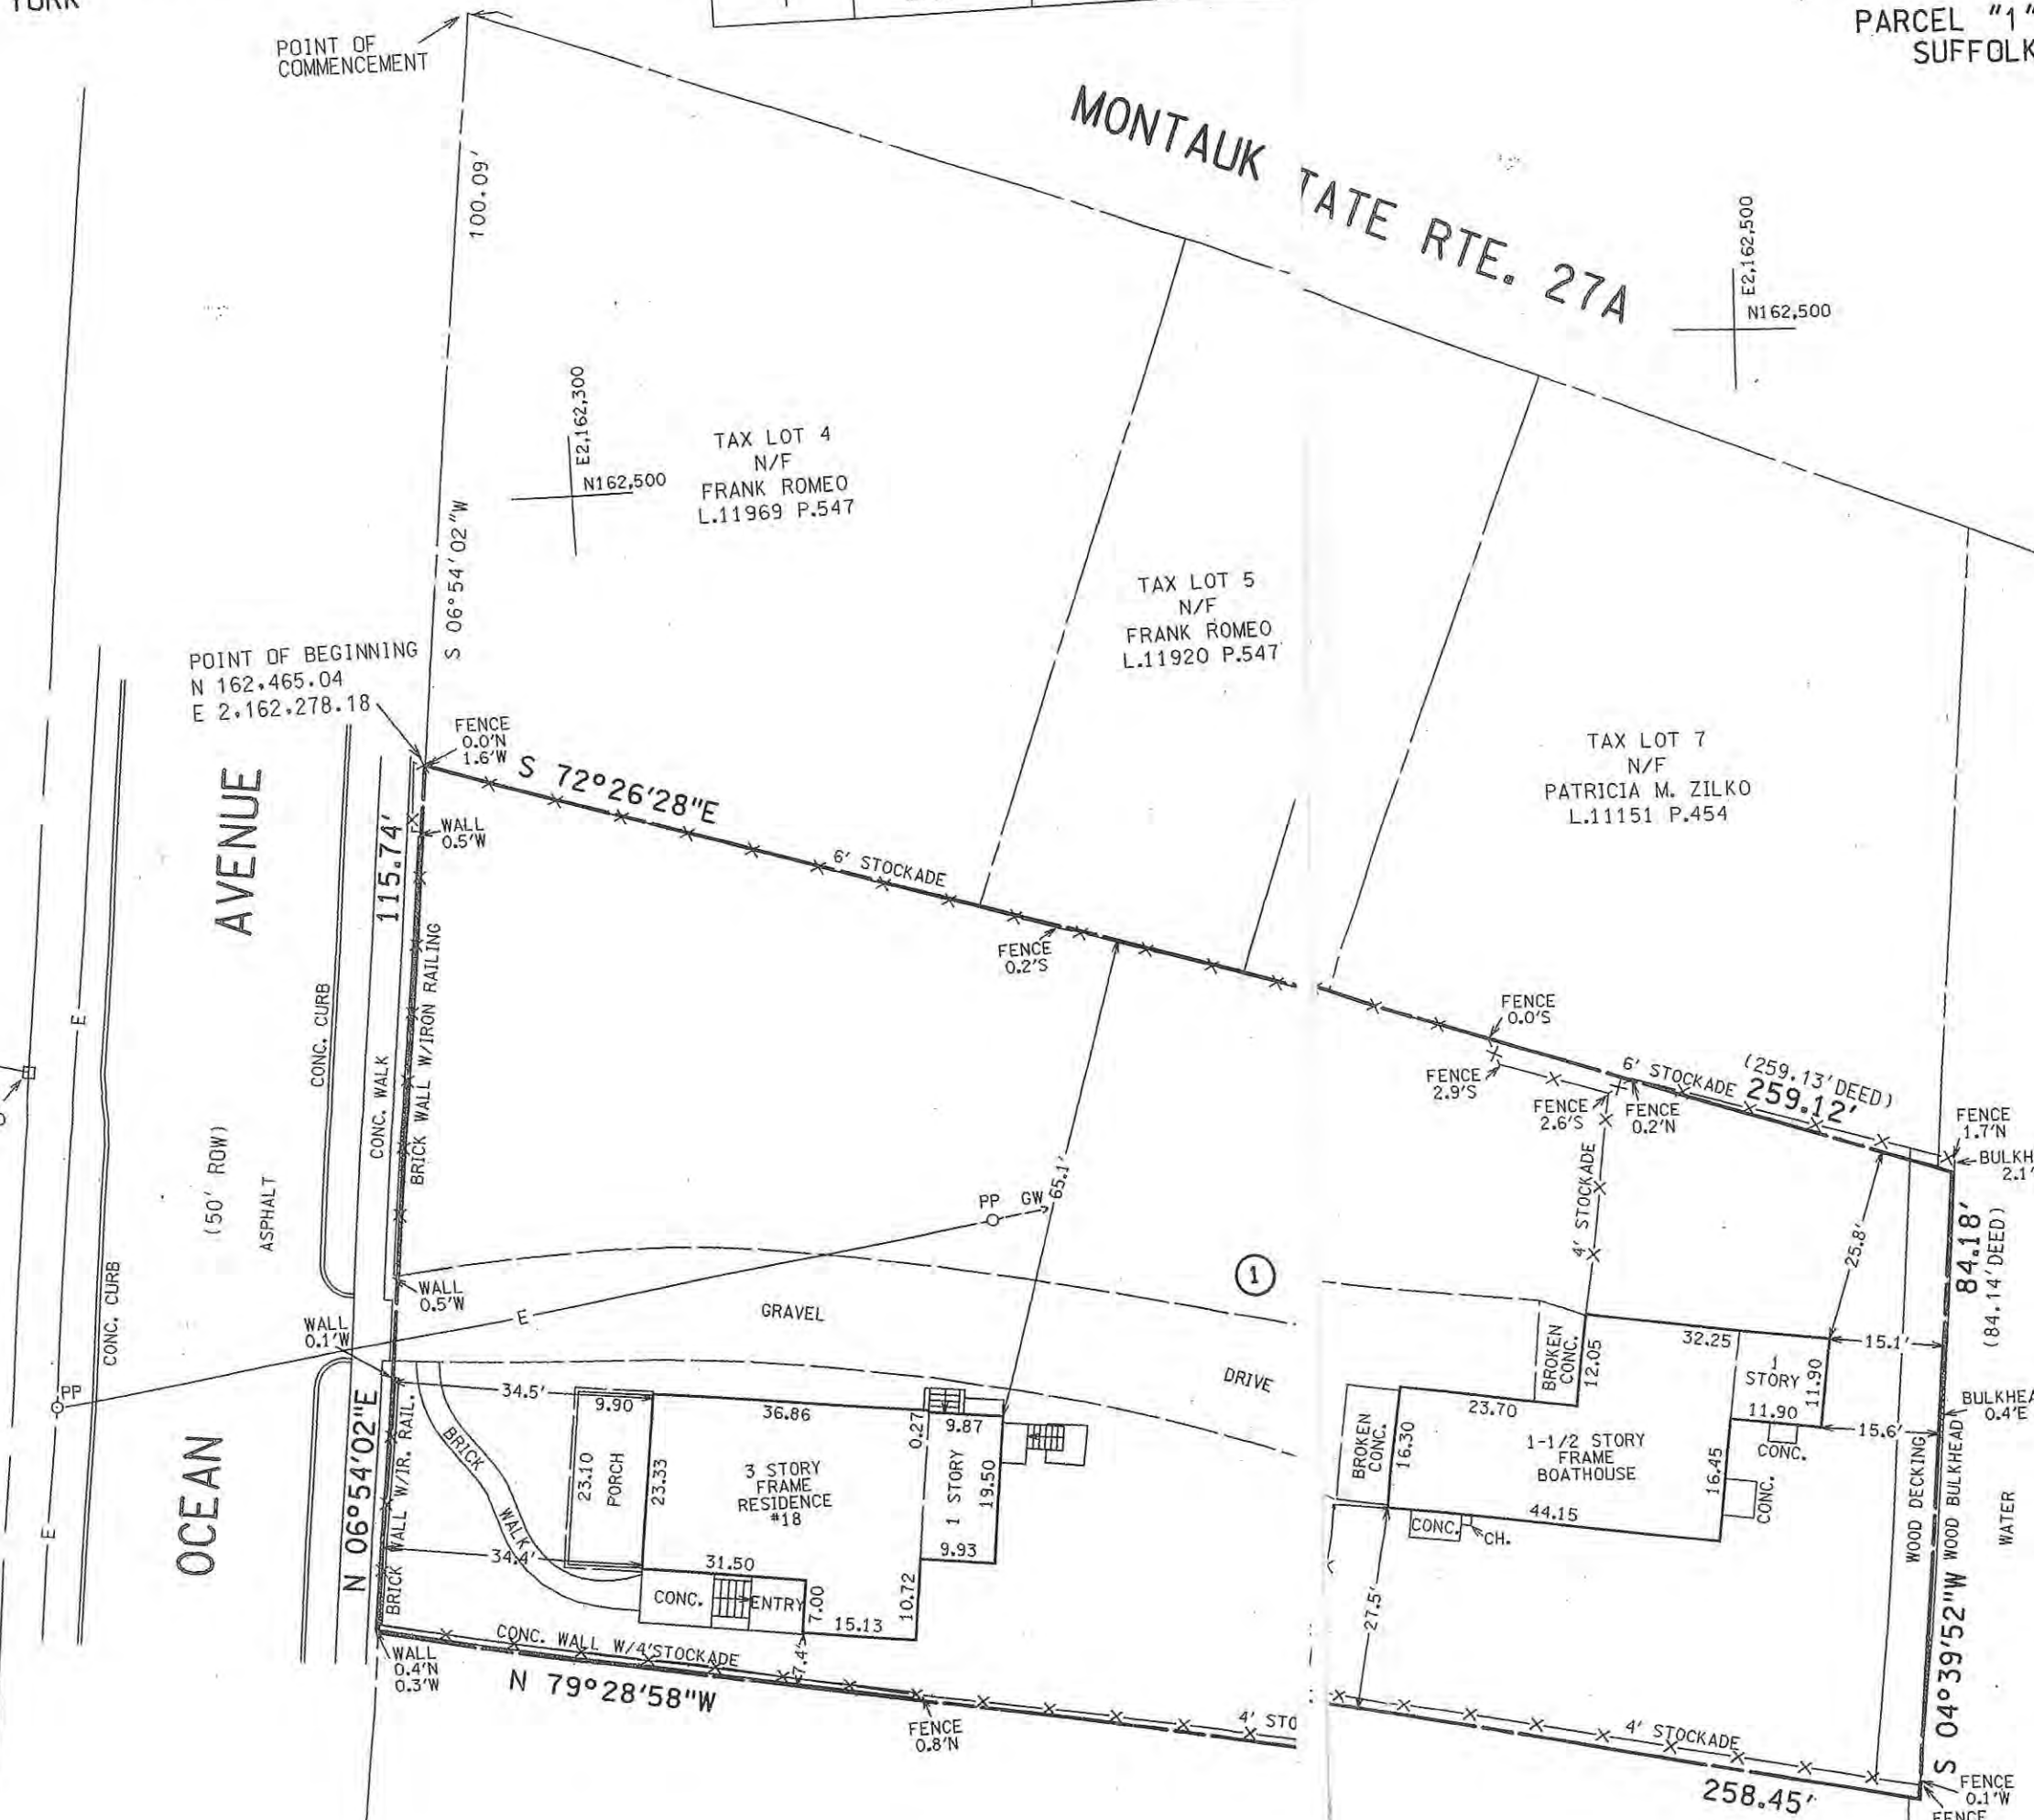 YORK
PARCEL "1"
SUFFOLK
POINT OF
COMMENCEMENT
MONTAUK TATE RTE. 27A
100.09'
S 06°54'02"W
E2,162,500
N162,500
E2,162,300
N162,500
TAX LOT 4
N/F
FRANK ROMEO
L.11969 P.547
TAX LOT 5
N/F
FRANK ROMEO
L.11920 P.547
TAX LOT 7
N/F
PATRICIA M. ZILKO
L.11151 P.454
POINT OF BEGINNING
N 162,465.04
E 2,162,278.18
FENCE
0.0'N
1.6'W
S 72°26'28"E
WALL
0.5'W
6' STOCKADE
FENCE
0.2'S
FENCE
0.0'S
FENCE
2.9'S
FENCE
2.6'S
FENCE
0.2'N
6' STOCKADE
(259.13'DEED)
259.12'
FENCE
1.7'N
BULKH
2.1'
OCEAN AVENUE
(50' ROW)
ASPHALT
CONC. CURB
CONC. CURB
CONC. WALK
115.74'
N 06°54'02"E
BRICK WALL W/IRON RAILING
BRICK WALL W/IR. RAIL.
E
E
E
PP
PP GW
65.1'
4' STOCKADE
25.8'
84.18'
(84.14'DEED)
1
WALL
0.5'W
WALL
0.1'W
GRAVEL
DRIVE
BRICK
WALK
34.5'
34.4'
9.90
23.10
PORCH
23.33
36.86
3 STORY
FRAME
RESIDENCE
#18
0.27
9.87
1 STORY
19.50
9.93
10.72
31.50
CONC.
ENTRY
7.00
15.13
7.4'
BROKEN
CONC.
12.05
32.25
1
STORY
11.90
11.90
15.1'
15.6'
BROKEN
CONC.
16.30
23.70
1-1/2 STORY
FRAME
BOATHOUSE
16.45
44.15
CONC.
CONC.
CONC.
CH.
27.5'
BULKHEA
0.4'E
WOOD DECKING
WOOD BULKHEAD
WATER
S 04°39'52"W
WALL
0.4'N
0.3'W
CONC. WALL W/4'STOCKADE
N 79°28'58"W
FENCE
0.8'N
4' STO
4' STOCKADE
258.45'
FENCE
0.1'W
FENCE